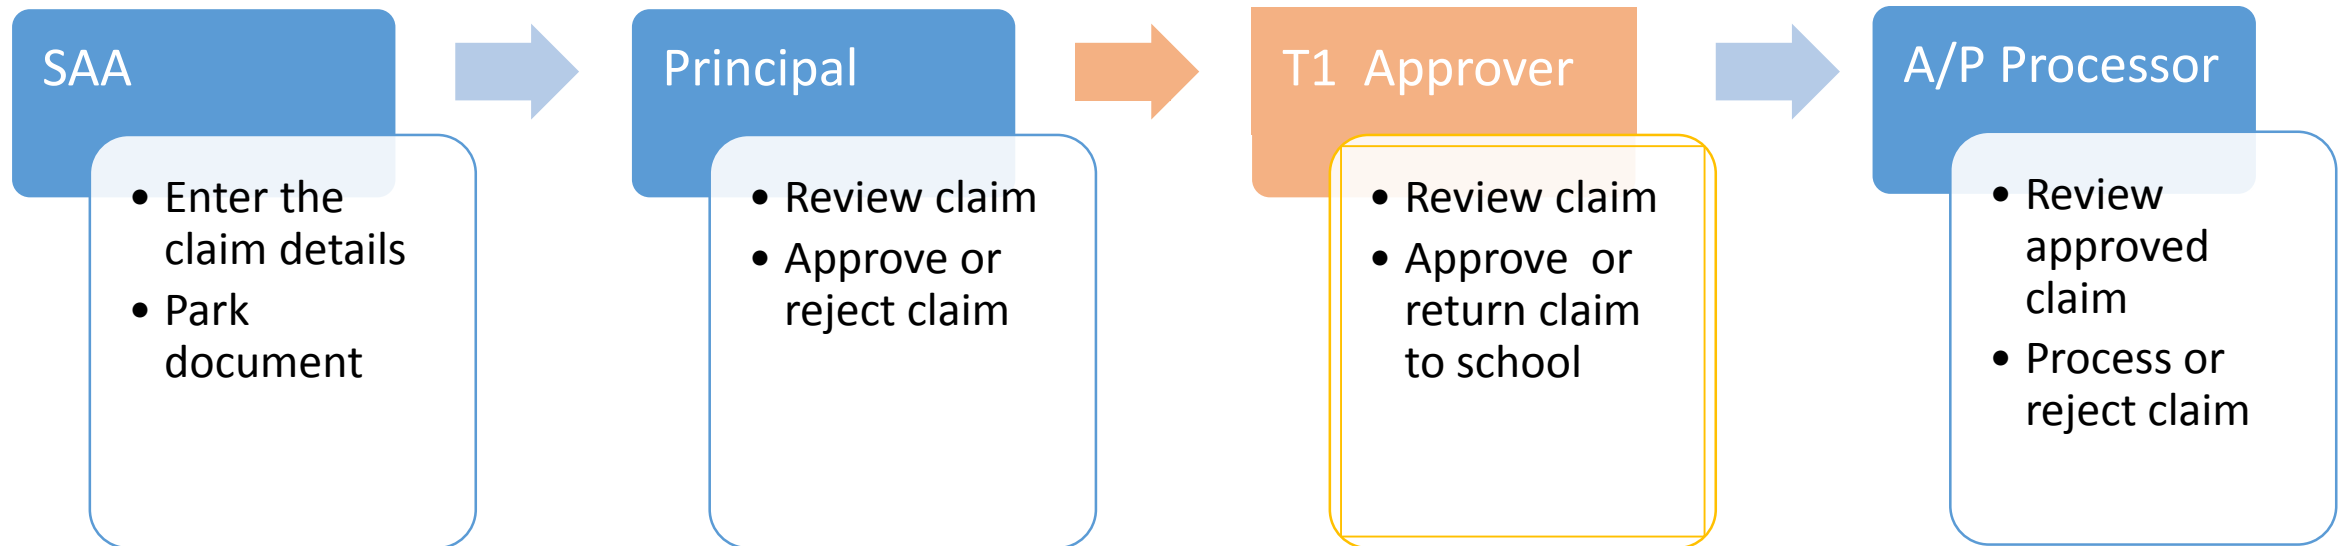 SAA
• Enter the
claim details
• Park
document
Principal
• Review claim
• Approve or
reject claim
T1  Approver
• Review claim
• Approve  or
return claim
to school
A/P Processor
• Review
approved
claim
• Process or
reject claim